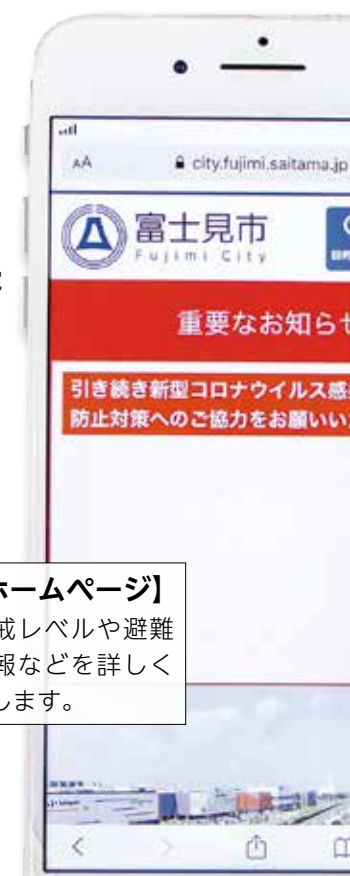 AA city.fujimi.saitama.jp
富士見市
Fujimi City
重要なお知らせ
引き続き新型コロナウイルス感
防止対策へのご協力をお願いい
ホームページ】
戒レベルや避難
報などを詳しく
します。